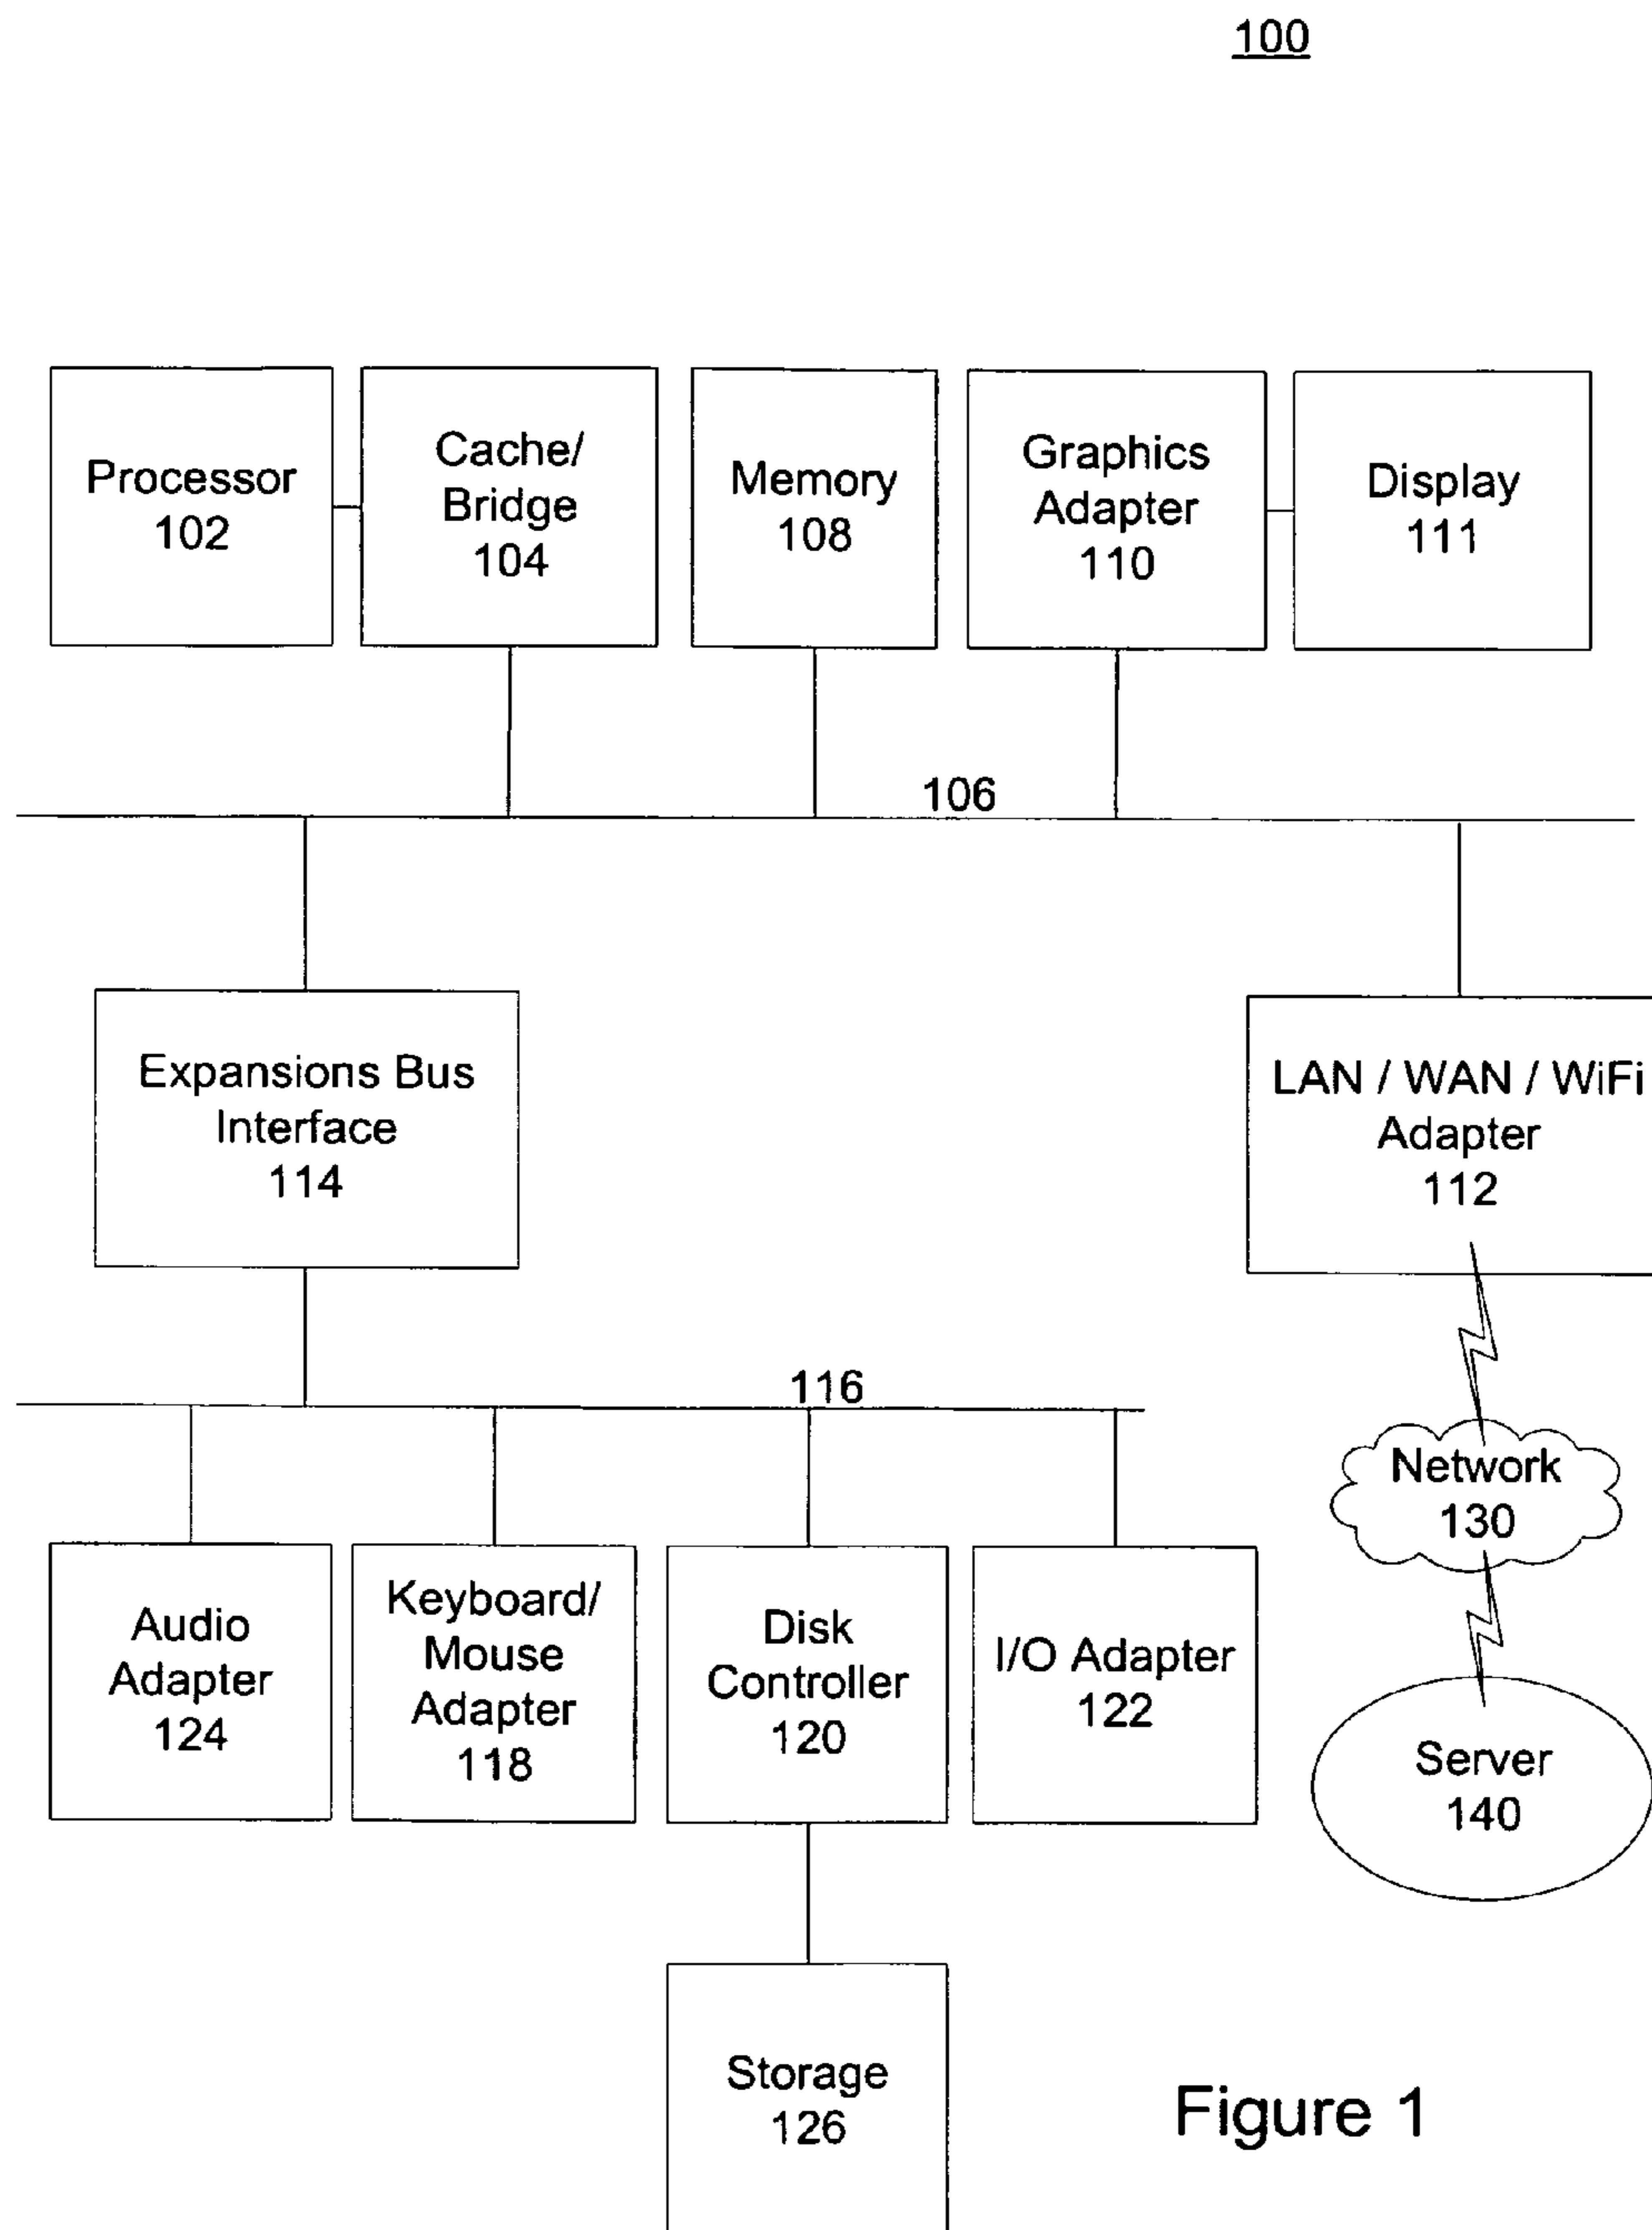 100
Processor
102
Cache/
Bridge
104
Memory
108
Graphics
Adapter
110
Display
111
106
Expansions Bus
Interface
114
LAN / WAN / WiFi
Adapter
112
116
Network
130
Audio
Adapter
124
Keyboard/
Mouse
Adapter
118
Disk
Controller
120
I/O Adapter
122
Server
140
Storage
126
Figure 1